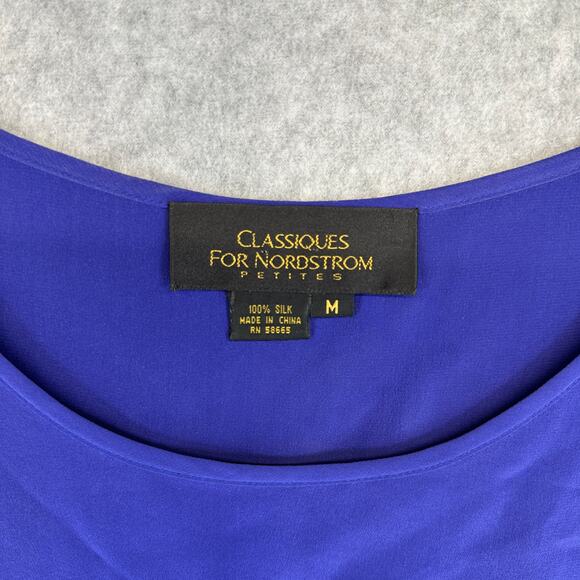 CLASSIQUES
FOR NORDSTROM
PETITES
100% SILK
MADE IN CHINA
RN 58665
M